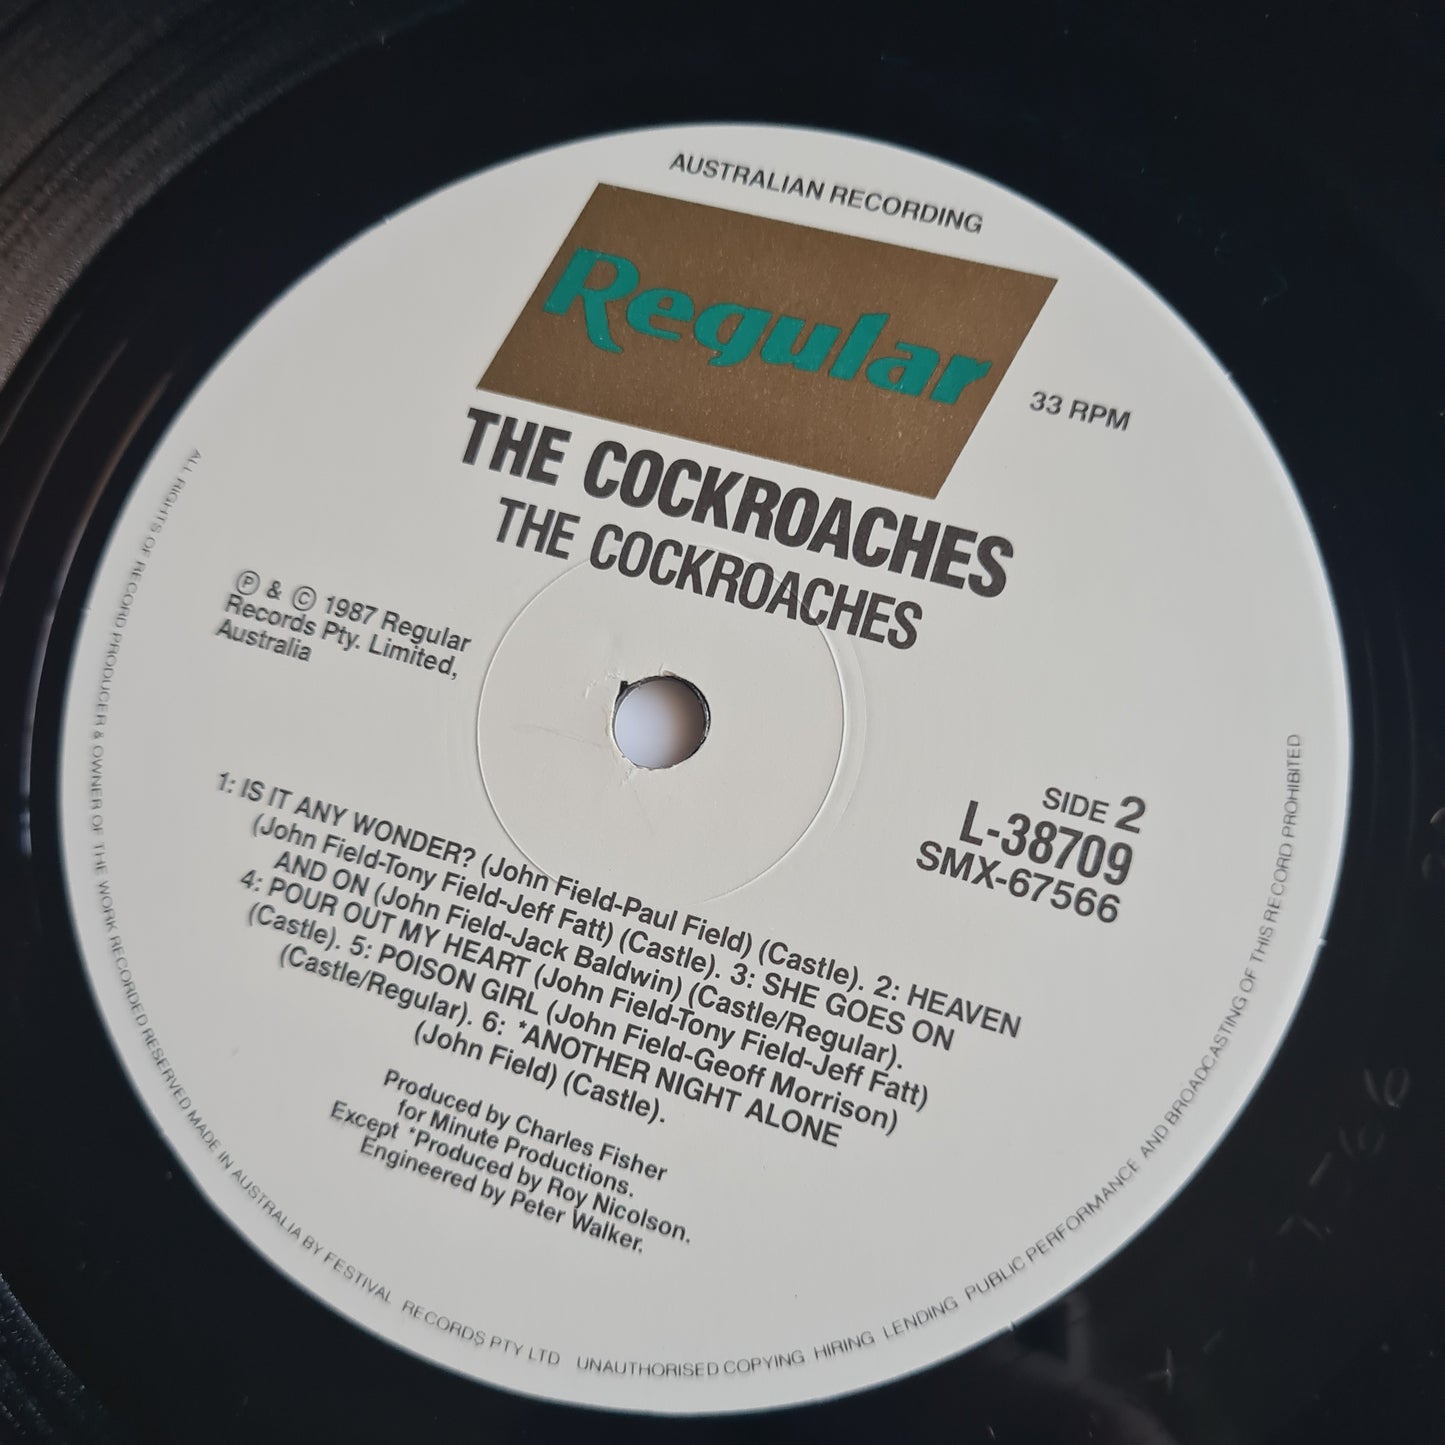 AUSTRALIAN RECORDING
Regular
33 RPM
THE COCKROACHES
THE COCKROACHES
Ⓟ & © 1987 Regular
Records Pty. Limited,
Australia
SIDE 2
L-38709
SMX-67566
1: IS IT ANY WONDER? (John Field-Paul Field) (Castle). 2: HEAVEN
(John Field-Tony Field-Jeff Fatt) (Castle). 3: SHE GOES ON
AND ON (John Field-Jack Baldwin) (Castle/Regular).
4: POUR OUT MY HEART (John Field-Tony Field-Jeff Fatt)
(Castle). 5: POISON GIRL (John Field-Geoff Morrison)
(Castle/Regular). 6: *ANOTHER NIGHT ALONE
(John Field) (Castle).
Produced by Charles Fisher
for Minute Productions.
Except *Produced by Roy Nicolson.
Engineered by Peter Walker.
ALL RIGHTS OF RECORD PRODUCER & OWNER OF THE WORK RECORDED RESERVED MADE IN AUSTRALIA BY FESTIVAL RECORDS PTY LTD UNAUTHORISED COPYING HIRING LENDING PUBLIC PERFORMANCE AND BROADCASTING OF THIS RECORD PROHIBITED